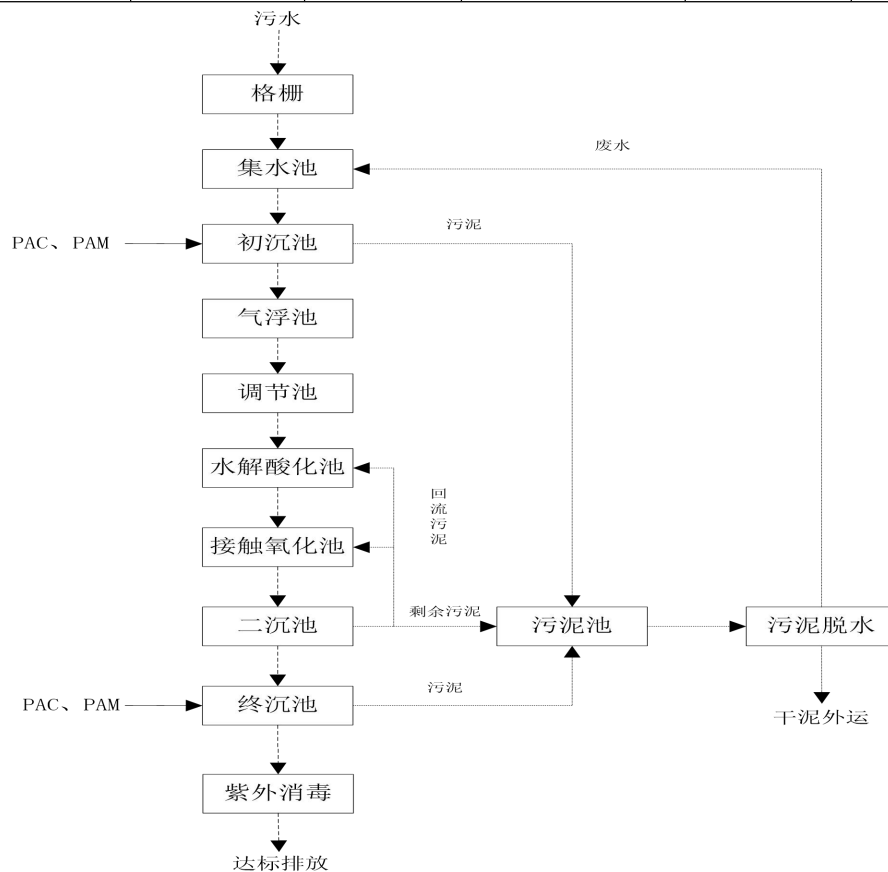 污水
格栅
废水
集水池
污泥
PAC、PAM
初沉池
气浮池
调节池
水解酸化池
回流污泥
接触氧化池
剩余污泥
二沉池
污泥池
污泥脱水
污泥
PAC、PAM
终沉池
干泥外运
紫外消毒
达标排放